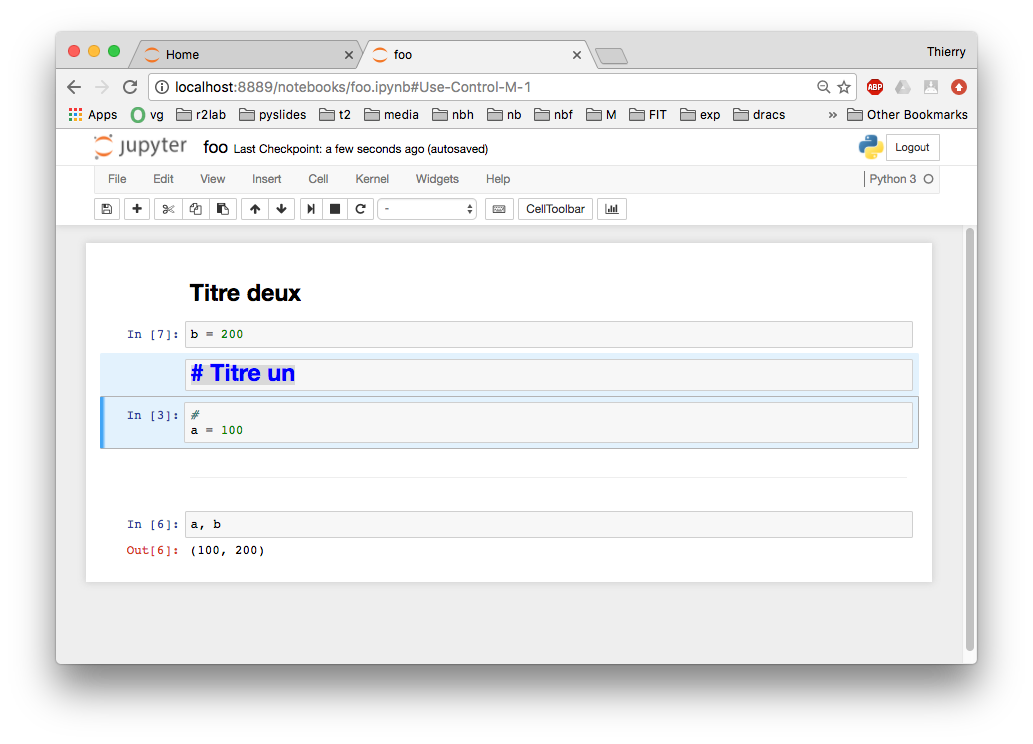 Home foo Thierry
localhost:8889/notebooks/foo.ipynb#Use-Control-M-1 ABP
Apps vg r2lab pyslides t2 media nbh nb nbf M FIT exp dracs » Other Bookmarks
jupyter foo Last Checkpoint: a few seconds ago (autosaved) Logout
File Edit View Insert Cell Kernel Widgets Help Python 3
- CellToolbar
Titre deux
In [7]: b = 200
# Titre un
In [3]: #
a = 100
In [6]: a, b
Out[6]: (100, 200)